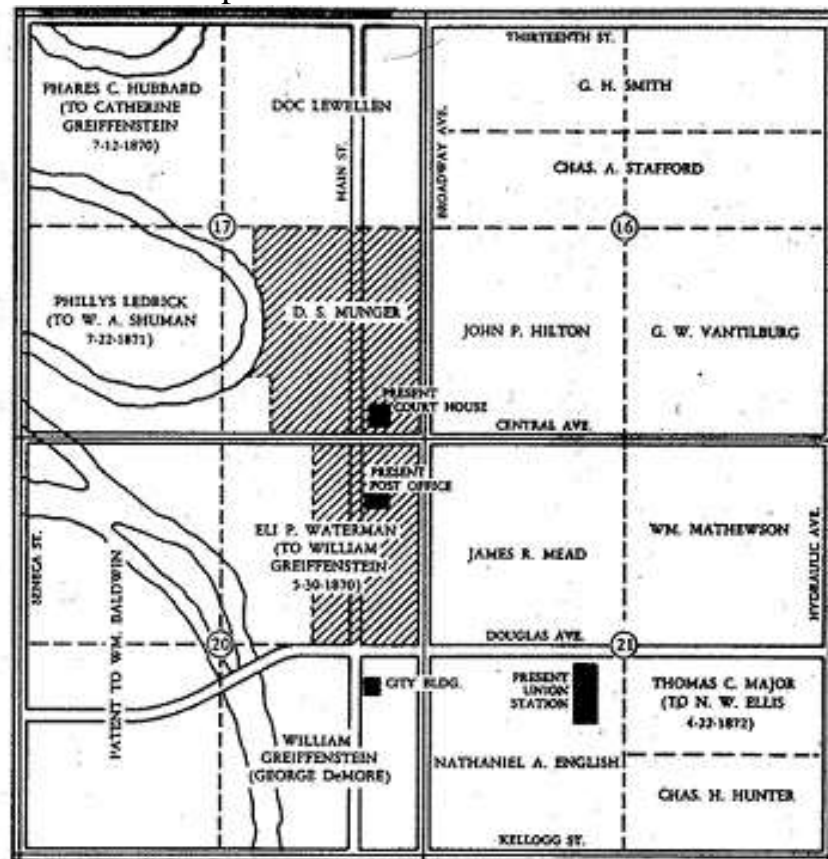 THIRTEENTH ST.
PHARES C. HUBBARD
(TO CATHERINE
GREIFFENSTEIN
7-12-1870)
DOC LEWELLEN
MAIN ST.
BROADWAY AVE.
G. H. SMITH
CHAS. A. STAFFORD
17
16
PHILLYS LEDRICK
(TO W. A. SHUMAN
7-22-1871)
D. S. MUNGER
JOHN P. HILTON
G. W. VANTILBURG
PRESENT
COURT HOUSE
CENTRAL AVE.
PRESENT
POST OFFICE
SENECA ST.
PATENT TO WM. BALDWIN
ELI P. WATERMAN
(TO WILLIAM
GREIFFENSTEIN
5-30-1870)
JAMES R. MEAD
WM. MATHEWSON
HYDRAULIC AVE.
DOUGLAS AVE.
20
21
CITY BLDG.
PRESENT
UNION
STATION
THOMAS C. MAJOR
(TO N. W. ELLIS
4-22-1872)
WILLIAM
GREIFFENSTEIN
(GEORGE DeMORE)
NATHANIEL A. ENGLISH
CHAS. H. HUNTER
KELLOGG ST.